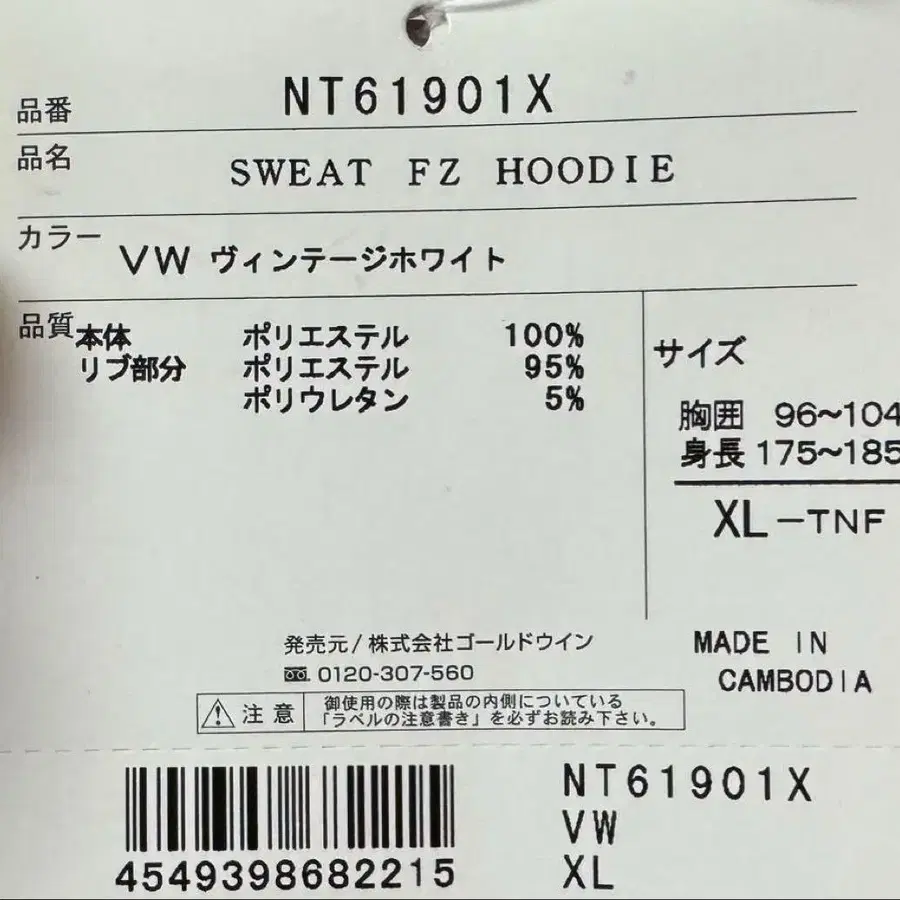 品番 NT61901X
品名 SWEAT FZ HOODIE
カラー VW ヴィンテージホワイト
品質 本体 ポリエステル 100%
リブ部分 ポリエステル 95%
ポリウレタン 5%
サイズ
胸囲 96~104
身長 175~185
XL-TNF
発売元/株式会社ゴールドウイン
0120-307-560
MADE IN
CAMBODIA
注意 御使用の際は製品の内側についている
「ラベルの注意書き」を必ずお読み下さい。
4549398682215
NT61901X
VW
XL